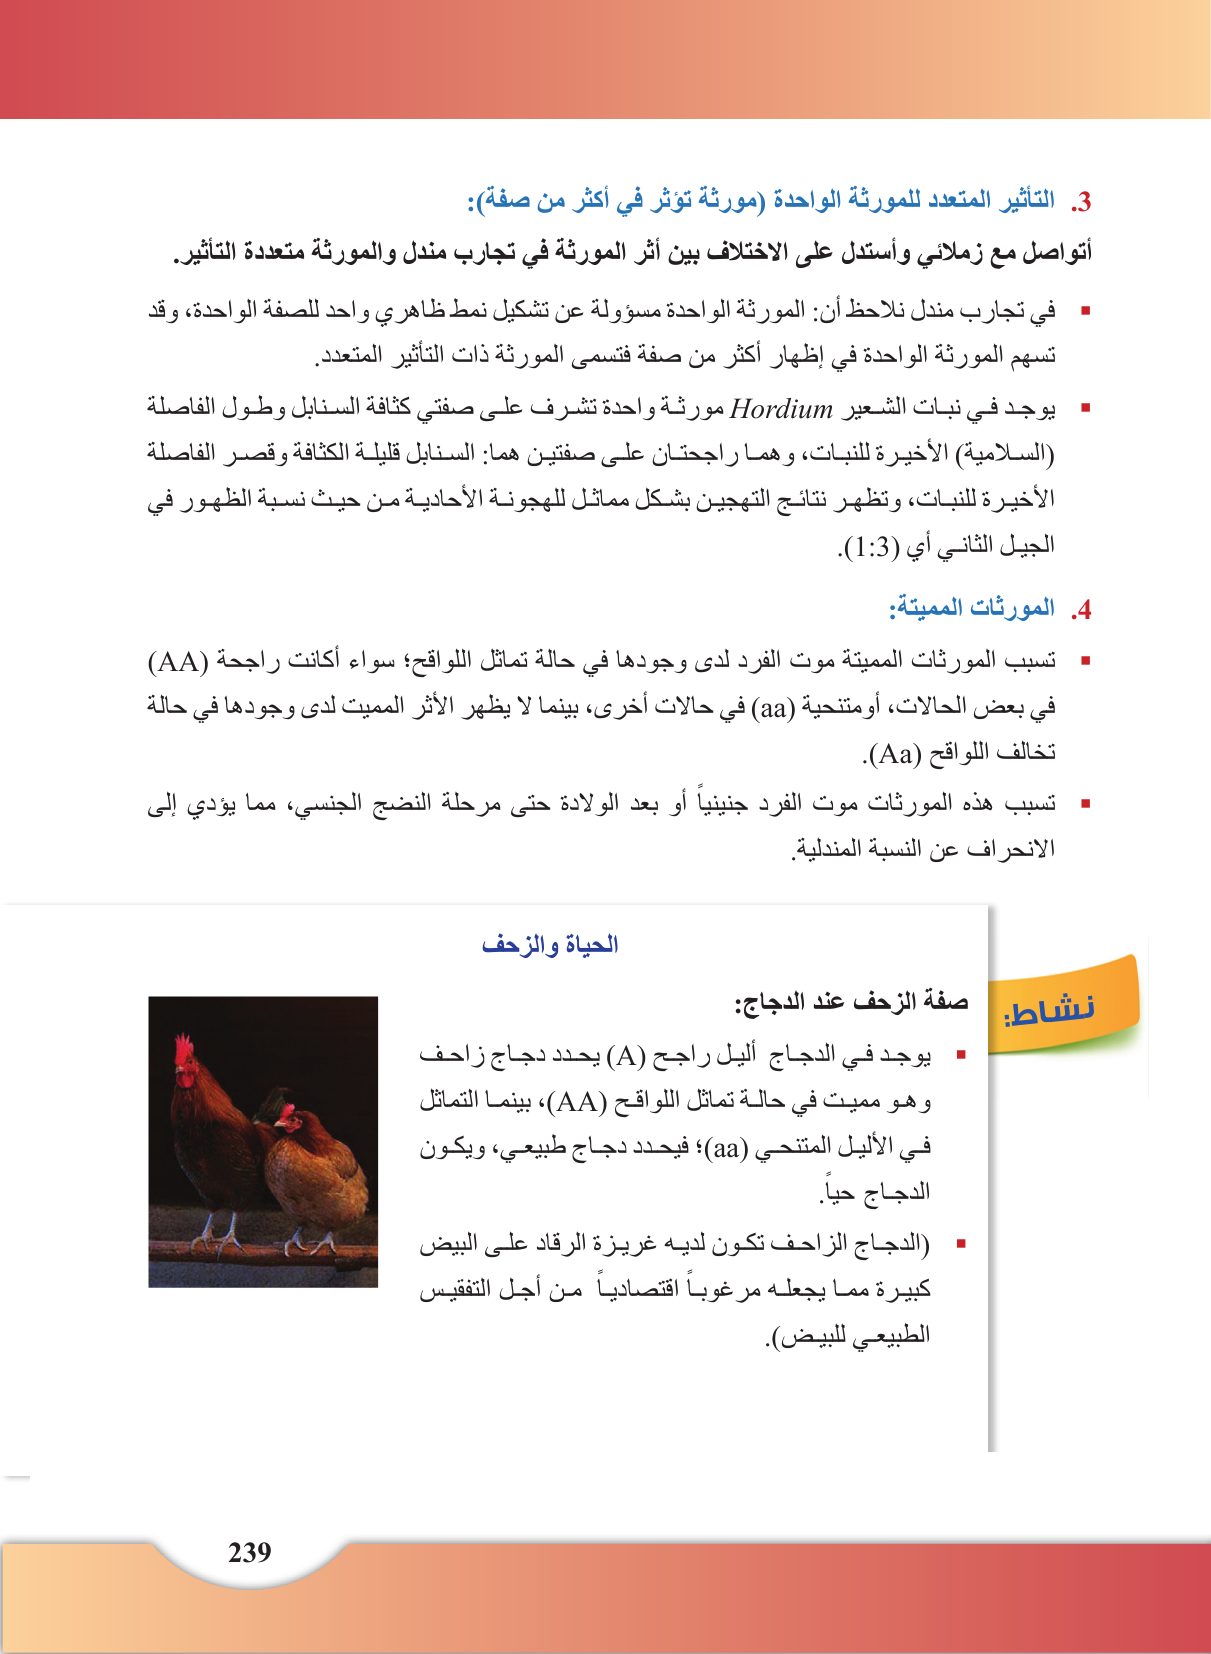 3. التأثير المتعدد للمورثة الواحدة (مورثة تؤثر في أكثر من صفة):
أتواصل مع زملائي وأستدل على الاختلاف بين أثر المورثة في تجارب مندل والمورثة متعددة التأثير.
▪ في تجارب مندل نلاحظ أن: المورثة الواحدة مسؤولة عن تشكيل نمط ظاهري واحد للصفة الواحدة، وقد
تسهم المورثة الواحدة في إظهار أكثر من صفة فتسمى المورثة ذات التأثير المتعدد.
▪ يوجد في نبات الشعير Hordium مورثة واحدة تشرف على صفتي كثافة السنابل وطول الفاصلة
(السلامية) الأخيرة للنبات، وهما راجحتان على صفتين هما: السنابل قليلة الكثافة وقصر الفاصلة
الأخيرة للنبات، وتظهر نتائج التهجين بشكل مماثل للهجونة الأحادية من حيث نسبة الظهور في
الجيل الثاني أي (1:3).
4. المورثات المميتة:
▪ تسبب المورثات المميتة موت الفرد لدى وجودها في حالة تماثل اللواقح؛ سواء أكانت راجحة (AA)
في بعض الحالات، أومتنحية (aa) في حالات أخرى، بينما لا يظهر الأثر المميت لدى وجودها في حالة
تخالف اللواقح (Aa).
▪ تسبب هذه المورثات موت الفرد جنينياً أو بعد الولادة حتى مرحلة النضج الجنسي، مما يؤدي إلى
الانحراف عن النسبة المندلية.
نشاط:
الحياة والزحف
صفة الزحف عند الدجاج:
▪ يوجد في الدجاج أليل راجح (A) يحدد دجاج زاحف
وهو مميت في حالة تماثل اللواقح (AA)، بينما التماثل
في الأليل المتنحي (aa)؛ فيحدد دجاج طبيعي، ويكون
الدجاج حياً.
▪ (الدجاج الزاحف تكون لديه غريزة الرقاد على البيض
كبيرة مما يجعله مرغوباً اقتصادياً من أجل التفقيس
الطبيعي للبيض).
239